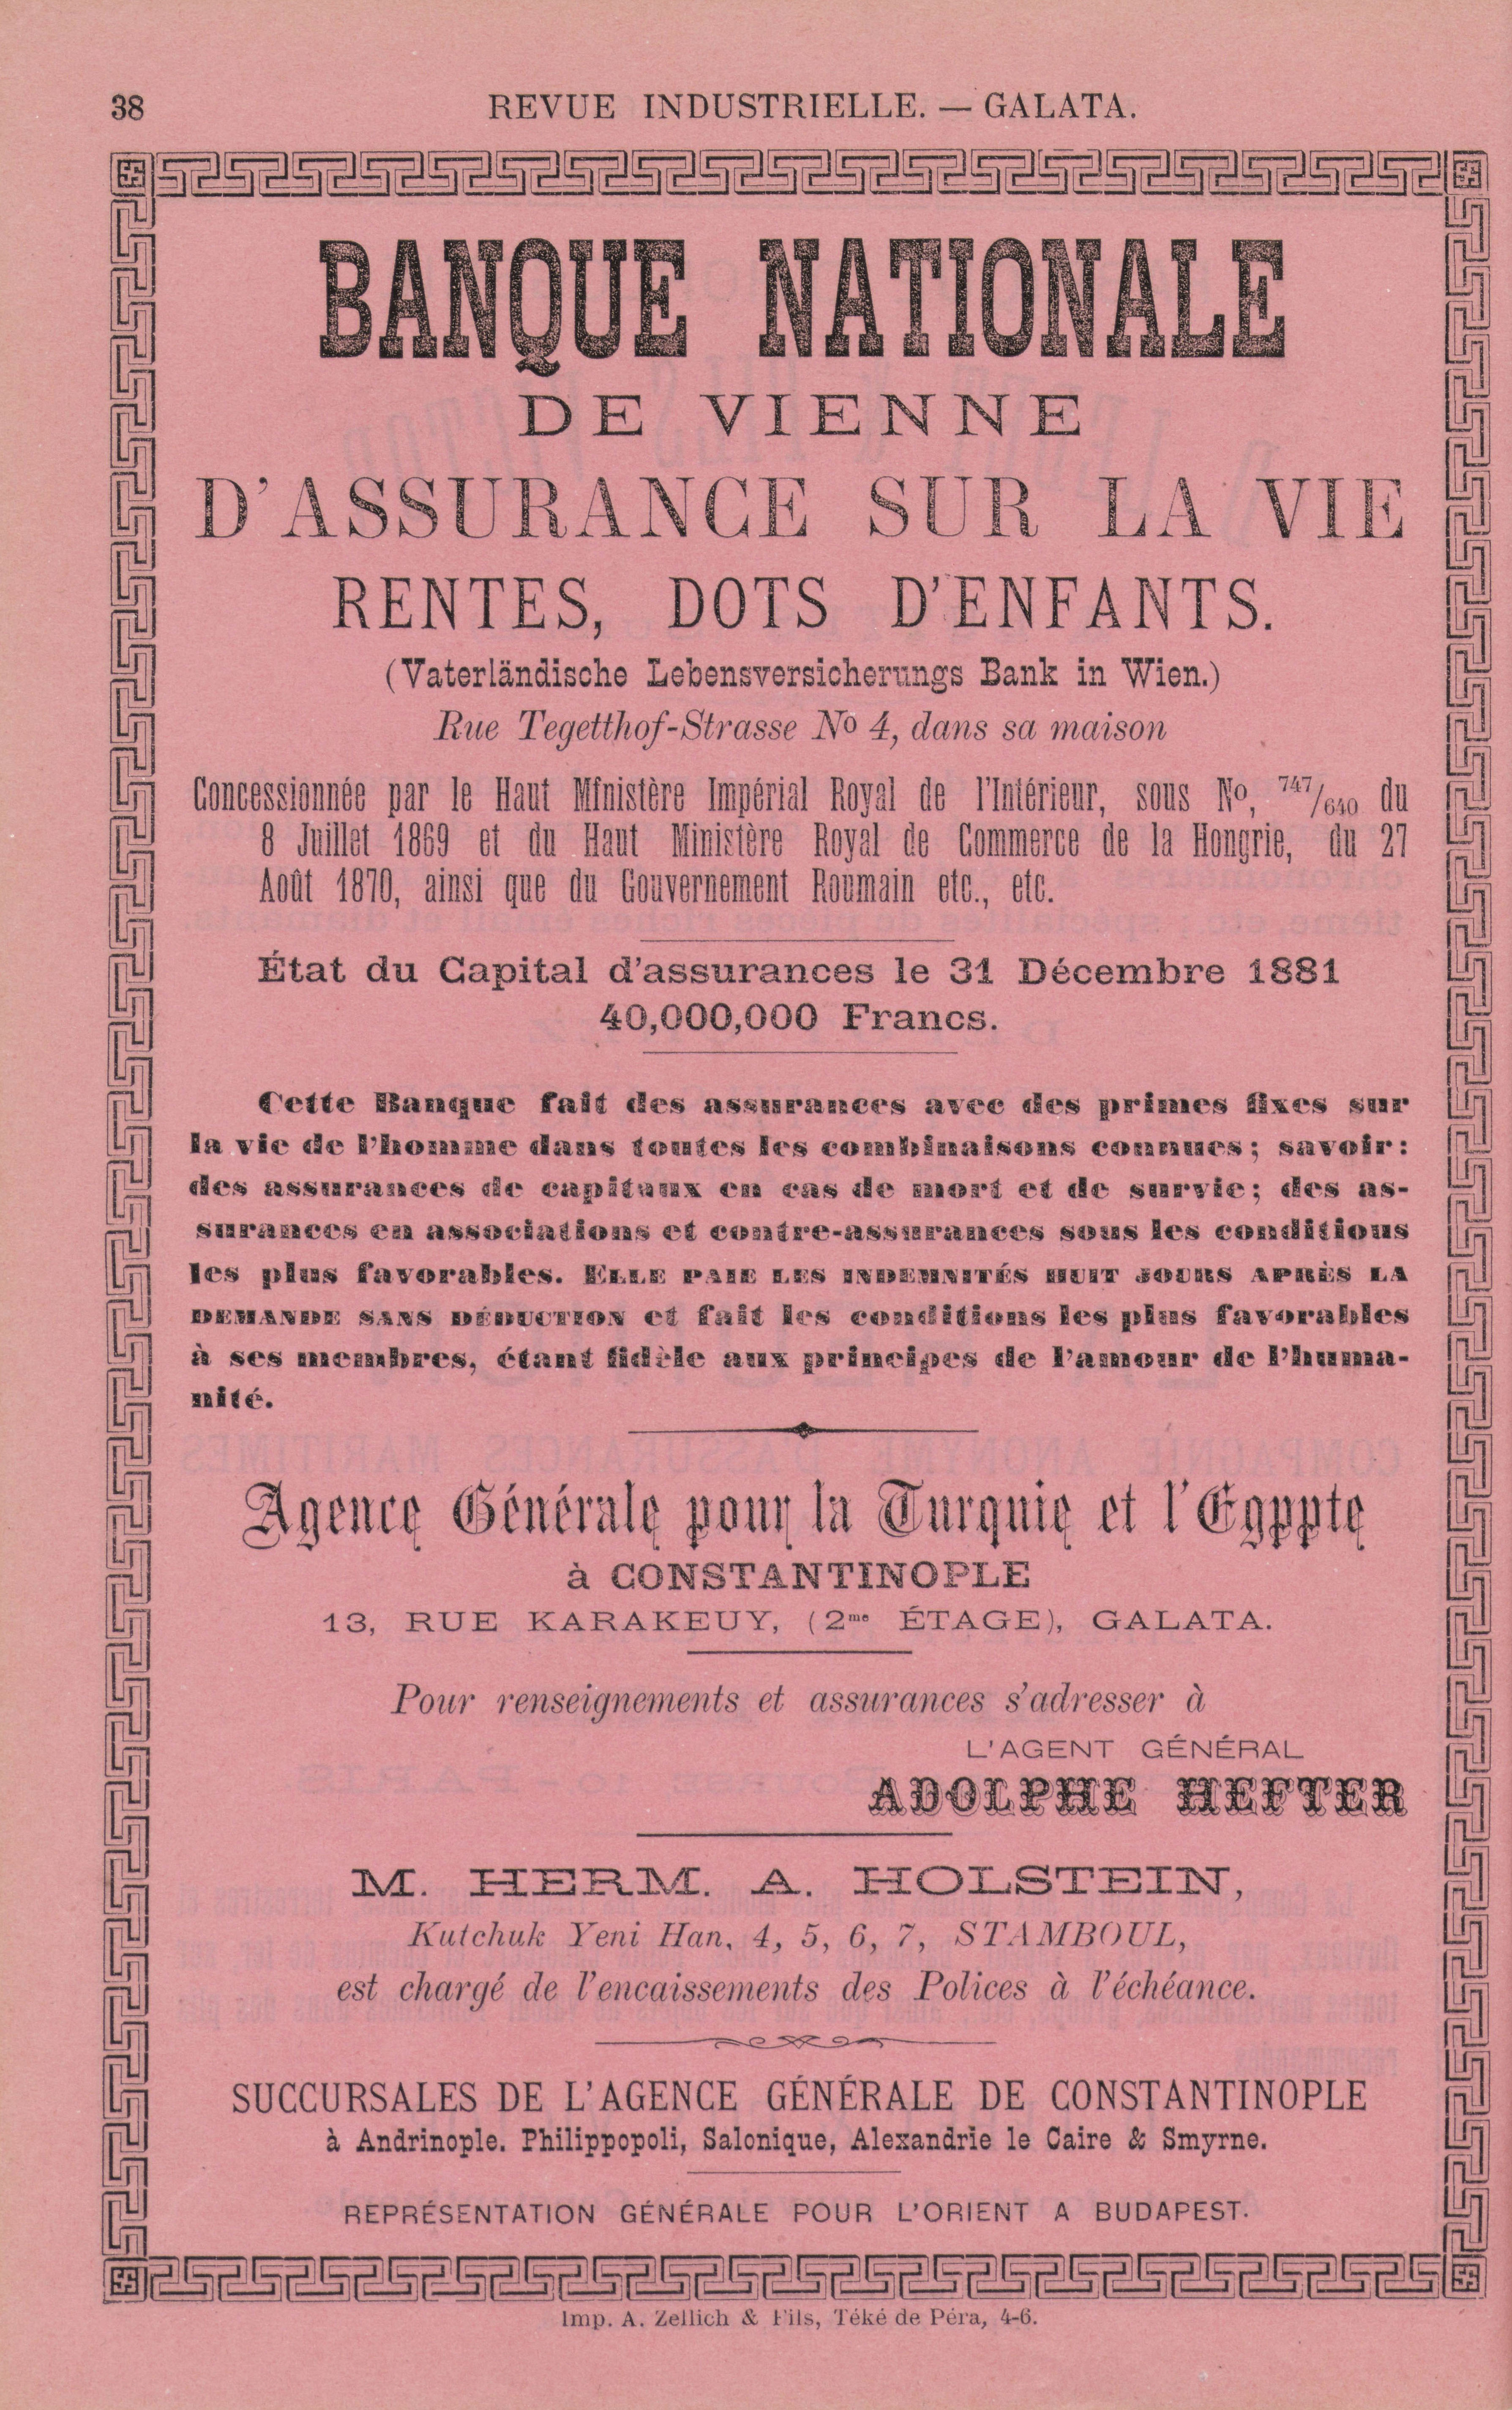 38
REVUE INDUSTRIELLE. — GALATA.
BANQUE NATIONALE
DE VIENNE
D'ASSURANCE SUR LA VIE
RENTES, DOTS D'ENFANTS.
(Vaterländische Lebensversicherungs Bank in Wien.)
Rue Tegetthof-Strasse No 4, dans sa maison
Concessionnée par le Haut Mfnistère Impérial Royal de l'Intérieur, sous No, 747/640 du
8 Juillet 1869 et du Haut Ministère Royal de Commerce de la Hongrie, du 27
Août 1870, ainsi que du Gouvernement Roumain etc., etc.
État du Capital d'assurances le 31 Décembre 1881
40,000,000 Francs.
Cette Banque fait des assurances avec des primes fixes sur
la vie de l'homme dans toutes les combinaisons connues; savoir:
des assurances de capitaux en cas de mort et de survie; des as-
surances en associations et contre-assurances sous les conditions
les plus favorables. ELLE PAIE LES INDEMNITÉS HUIT JOURS APRÈS LA
DEMANDE SANS DÉDUCTION et fait les conditions les plus favorables
à ses membres, étant fidèle aux principes de l'amour de l'huma-
nité.
Agence Générale pour la Turquie et l'Egppte
à CONSTANTINOPLE
13, RUE KARAKEUY, (2me ÉTAGE), GALATA.
Pour renseignements et assurances s'adresser à
L'AGENT GÉNÉRAL
ADOLPHE HEFTER
M. HERM. A. HOLSTEIN,
Kutchuk Yeni Han, 4, 5, 6, 7, STAMBOUL,
est chargé de l'encaissements des Polices à l'échéance.
SUCCURSALES DE L'AGENCE GÉNÉRALE DE CONSTANTINOPLE
à Andrinople. Philippopoli, Salonique, Alexandrie le Caire & Smyrne.
REPRÉSENTATION GÉNÉRALE POUR L'ORIENT A BUDAPEST.
Imp. A. Zellich & Fils, Téké de Péra, 4-6.